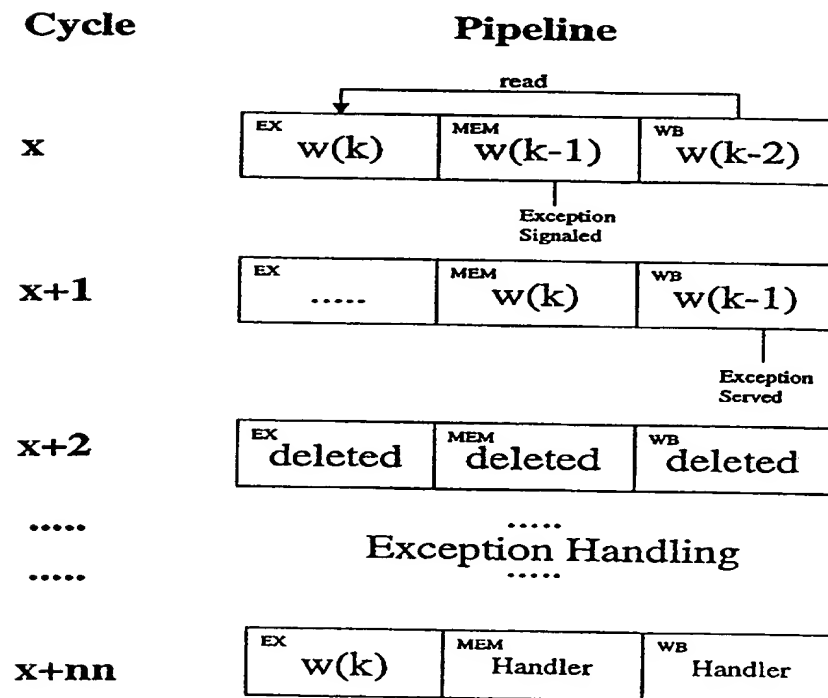 Cycle Pipeline
read
x EX w(k) MEM w(k-1) WB w(k-2)
Exception
Signaled
x+1 EX ..... MEM w(k) WB w(k-1)
Exception
Served
x+2 EX deleted MEM deleted WB deleted
..... .....
Exception Handling
..... .....
x+nn EX w(k) MEM Handler WB Handler